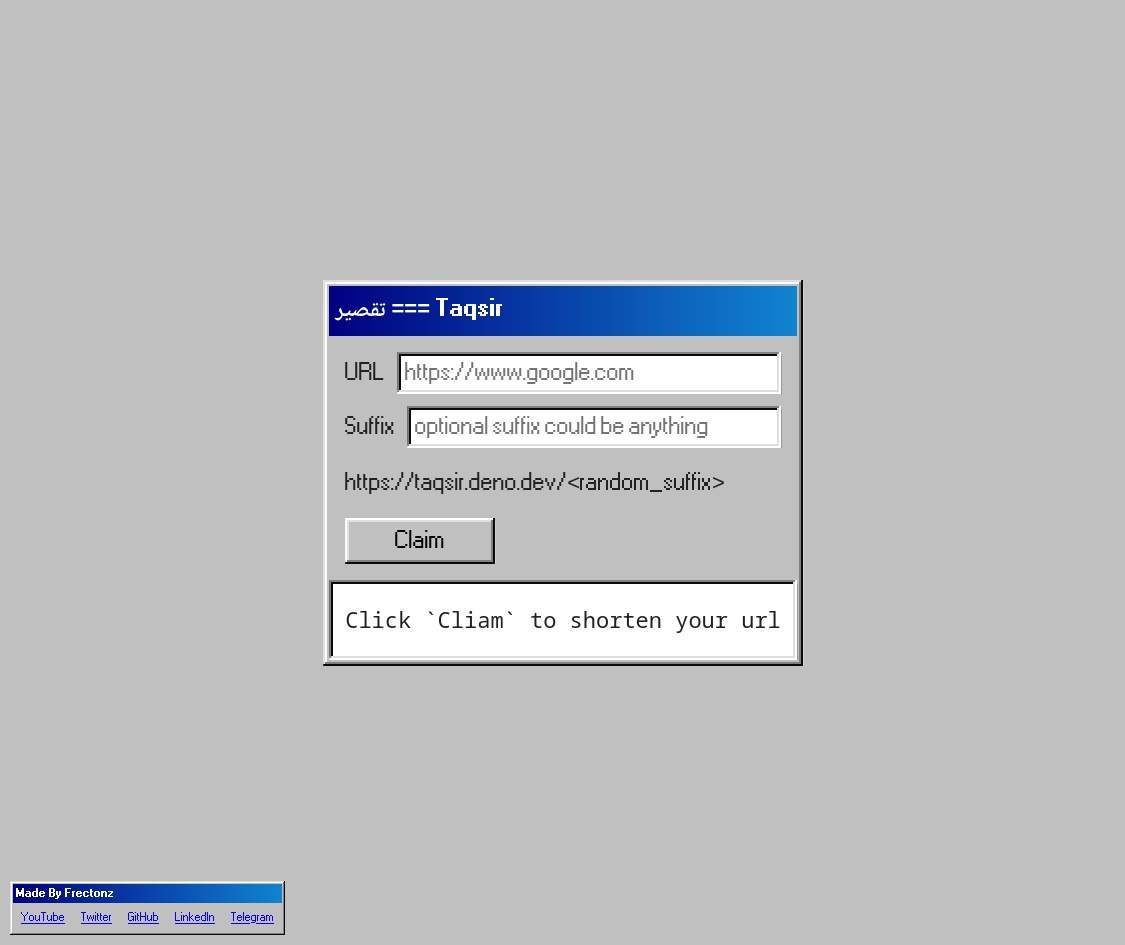 تقصير === Taqsir
URL https://www.google.com
Suffix optional suffix could be anything
https://taqsir.deno.dev/<random_suffix>
Claim
Click `Cliam` to shorten your url
Made By Frectonz
YouTube Twitter GitHub LinkedIn Telegram